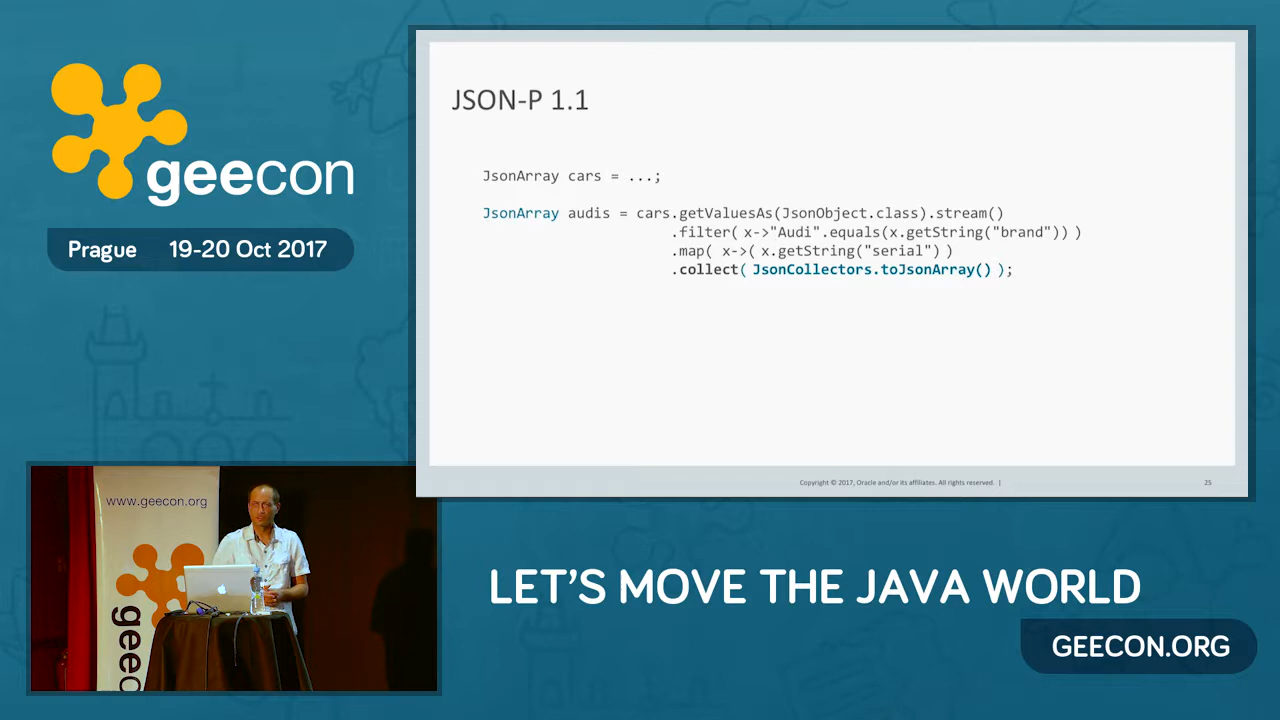 geecon
Prague 19-20 Oct 2017
JSON-P 1.1
JsonArray cars = ...;
JsonArray audis = cars.getValuesAs(JsonObject.class).stream()
.filter( x->"Audi".equals(x.getString("brand")) )
.map( x->( x.getString("serial") )
.collect( JsonCollectors.toJsonArray() );
Copyright © 2017, Oracle and/or its affiliates. All rights reserved. |
25
www.geecon.org
geeco
LET'S MOVE THE JAVA WORLD
GEECON.ORG